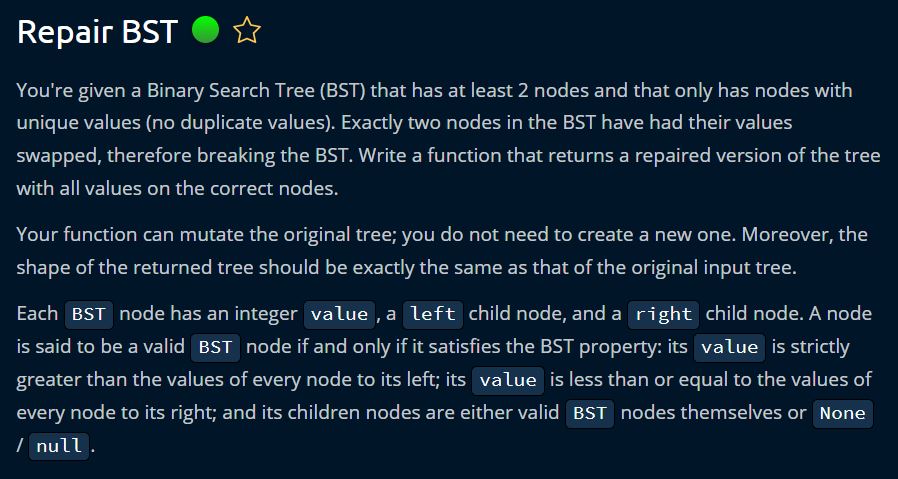 Repair BST
You're given a Binary Search Tree (BST) that has at least 2 nodes and that only has nodes with
unique values (no duplicate values). Exactly two nodes in the BST have had their values
swapped, therefore breaking the BST. Write a function that returns a repaired version of the tree
with all values on the correct nodes.
Your function can mutate the original tree; you do not need to create a new one. Moreover, the
shape of the returned tree should be exactly the same as that of the original input tree.
Each BST node has an integer value, a left child node, and a right child node. A node
is said to be a valid BST node if and only if it satisfies the BST property: its value is strictly
greater than the values of every node to its left; its value is less than or equal to the values of
every node to its right; and its children nodes are either valid BST nodes themselves or None
/ null.